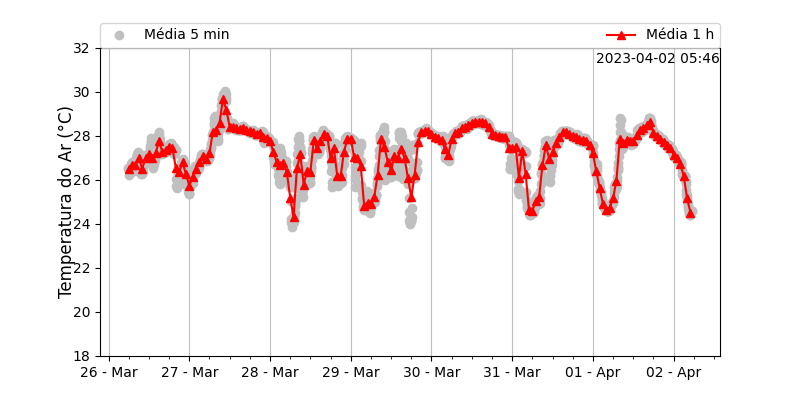 Média 5 min
Média 1 h
2023-04-02 05:46
Temperatura do Ar (°C)
32
30
28
26
24
22
20
18
26 - Mar
27 - Mar
28 - Mar
29 - Mar
30 - Mar
31 - Mar
01 - Apr
02 - Apr